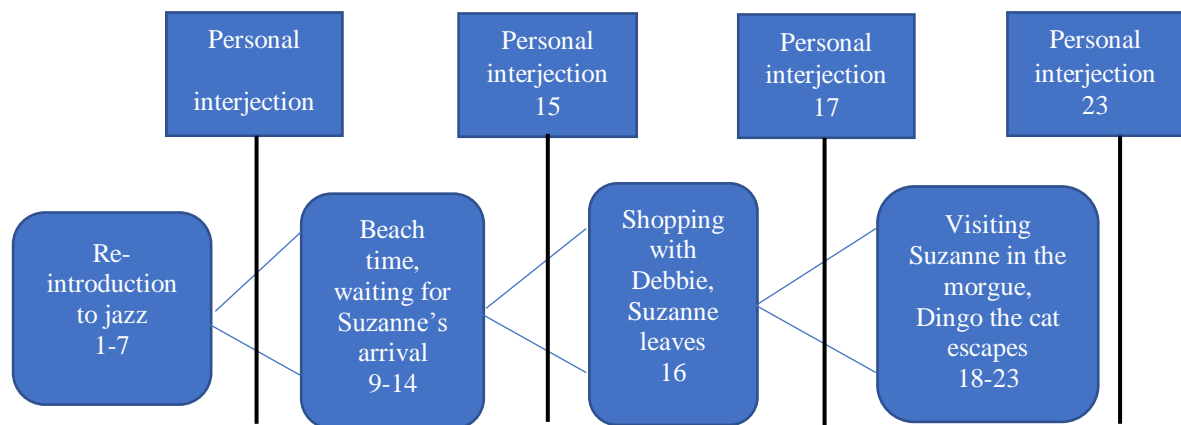 Personal
interjection
Personal
interjection
15
Personal
interjection
17
Personal
interjection
23
Re-
introduction
to jazz
1-7
Beach
time,
waiting for
Suzanne’s
arrival
9-14
Shopping
with
Debbie,
Suzanne
leaves
16
Visiting
Suzanne in the
morgue,
Dingo the cat
escapes
18-23